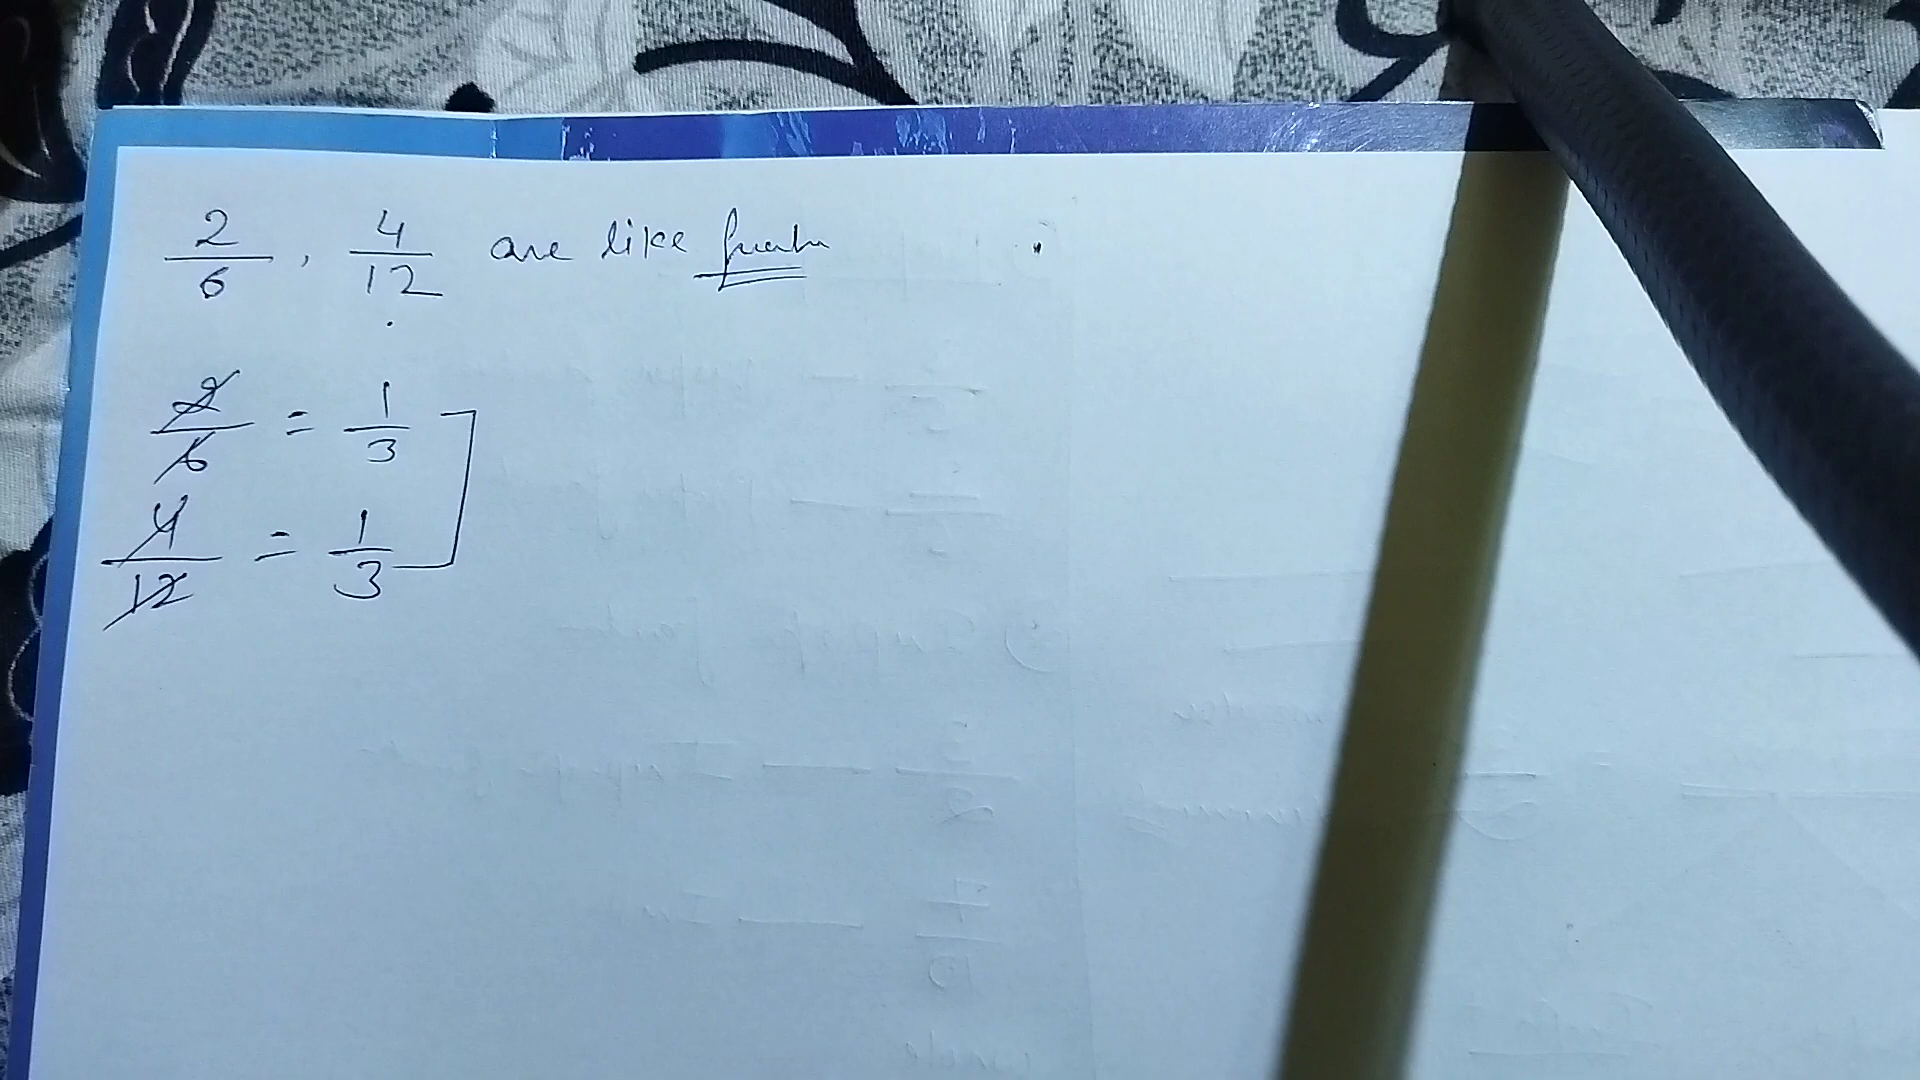 2/6 , 4/12 are like
2/6 = 1/3
4/12 = 1/3